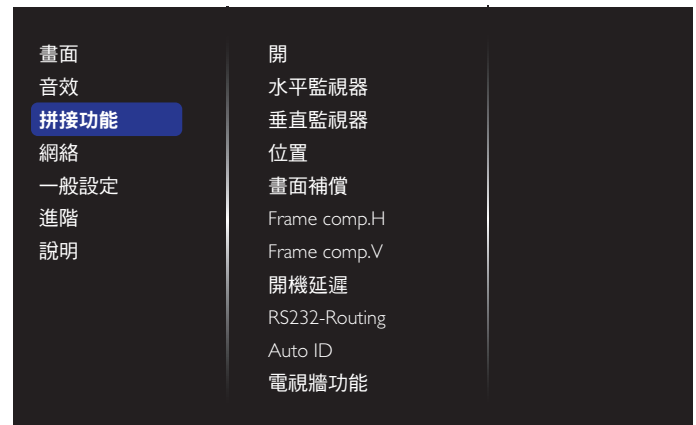 畫面
音效
拼接功能
網絡
一般設定
進階
說明
開
水平監視器
垂直監視器
位置
畫面補償
Frame comp.H
Frame comp.V
開機延遲
RS232-Routing
Auto ID
電視牆功能